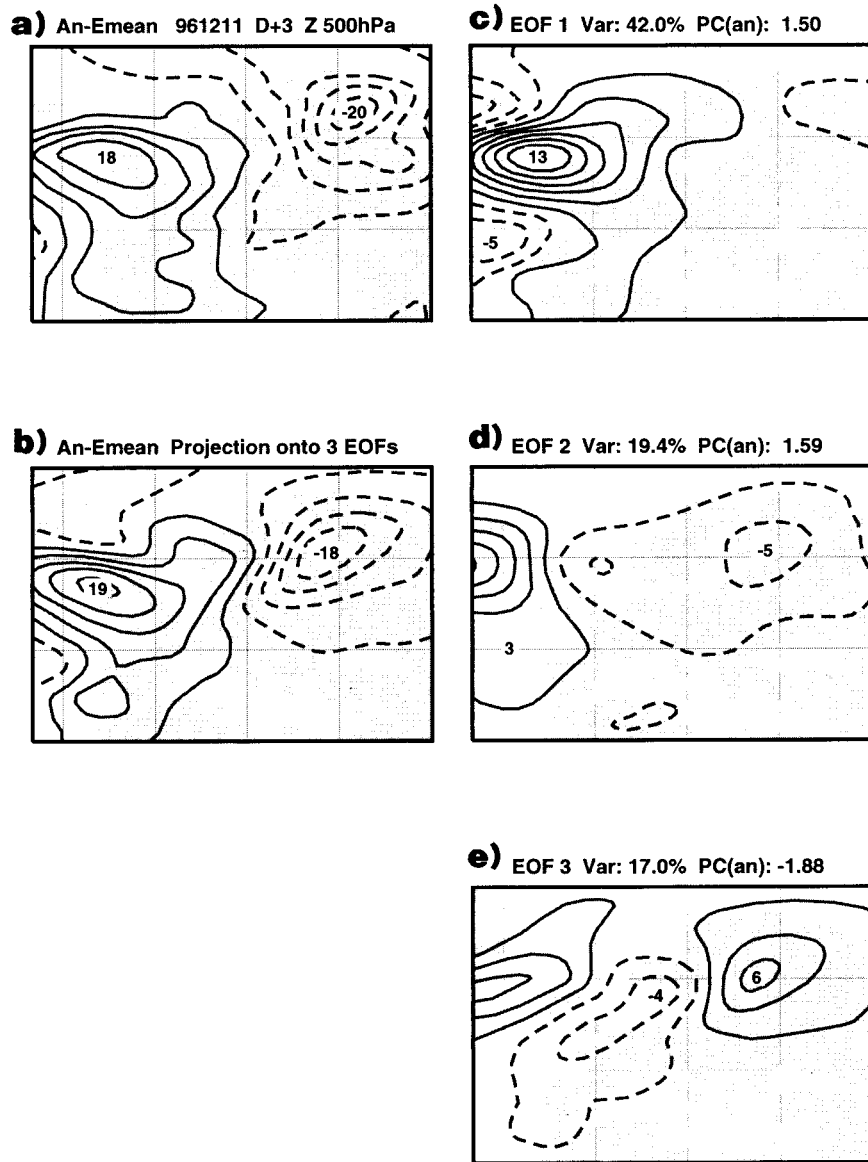 a) An-Emean 961211 D+3 Z 500hPa
-20
18
b) An-Emean Projection onto 3 EOFs
-18
19
c) EOF 1 Var: 42.0% PC(an): 1.50
13
-5
d) EOF 2 Var: 19.4% PC(an): 1.59
-5
3
e) EOF 3 Var: 17.0% PC(an): -1.88
6
-4